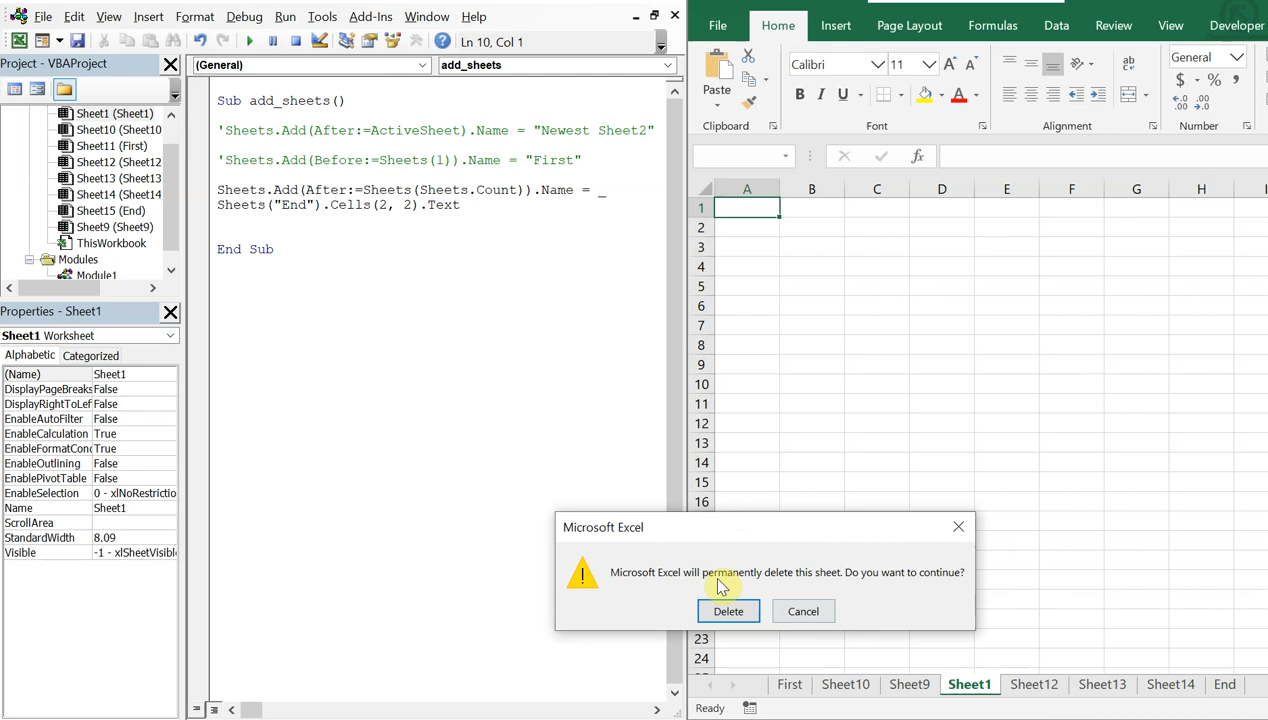 File Edit View Insert Format Debug Run Tools Add-Ins Window Help
Ln 10, Col 1
Project - VBAProject
Sheet1 (Sheet1)
Sheet10 (Sheet10
Sheet11 (First)
Sheet12 (Sheet12
Sheet13 (Sheet13
Sheet14 (Sheet14
Sheet15 (End)
Sheet9 (Sheet9)
ThisWorkbook
Modules
Module1
Properties - Sheet1
Sheet1 Worksheet
Alphabetic Categorized
(Name) Sheet1
DisplayPageBreaks False
DisplayRightToLef False
EnableAutoFilter False
EnableCalculation True
EnableFormatCond True
EnableOutlining False
EnablePivotTable False
EnableSelection 0 - xlNoRestrictio
Name Sheet1
ScrollArea
StandardWidth 8.09
Visible -1 - xlSheetVisibl
(General) add_sheets
Sub add_sheets()
'Sheets.Add(After:=ActiveSheet).Name = "Newest Sheet2"
'Sheets.Add(Before:=Sheets(1)).Name = "First"
Sheets.Add(After:=Sheets(Sheets.Count)).Name = _
Sheets("End").Cells(2, 2).Text
End Sub
File Home Insert Page Layout Formulas Data Review View Developer
Paste
Calibri 11 A A
B I U A
ab
General
$ % ,
Clipboard Font Alignment Number
fx
A B C D E F G H I
1
2
3
4
5
6
7
8
9
10
11
12
13
14
15
16
Microsoft Excel
Microsoft Excel will permanently delete this sheet. Do you want to continue?
Delete Cancel
23
24
First Sheet10 Sheet9 Sheet1 Sheet12 Sheet13 Sheet14 End
Ready